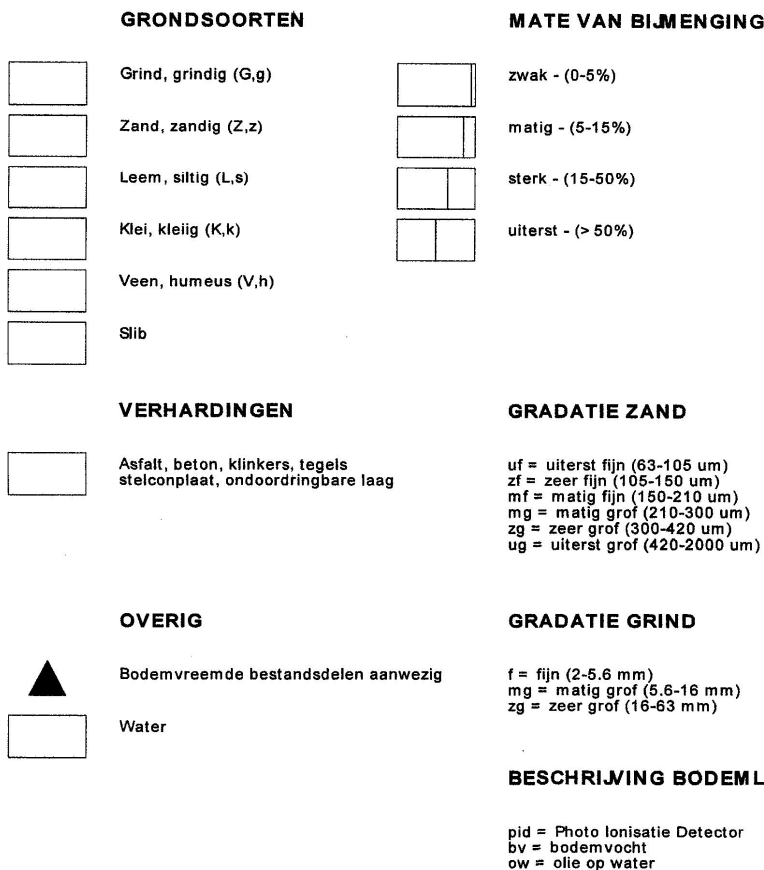 GRONDSOORTEN
Grind, grindig (G,g)
Zand, zandig (Z,z)
Leem, siltig (L,s)
Klei, kleiig (K,k)
Veen, humeus (V,h)
Slib
MATE VAN BIJMENGING
zwak - (0-5%)
matig - (5-15%)
sterk - (15-50%)
uiterst - (> 50%)
VERHARDINGEN
Asfalt, beton, klinkers, tegels
stelconplaat, ondoordringbare laag
GRADATIE ZAND
uf = uiterst fijn (63-105 um)
zf = zeer fijn (105-150 um)
mf = matig fijn (150-210 um)
mg = matig grof (210-300 um)
zg = zeer grof (300-420 um)
ug = uiterst grof (420-2000 um)
OVERIG
Bodemvreemde bestandsdelen aanwezig
Water
GRADATIE GRIND
f = fijn (2-5.6 mm)
mg = matig grof (5.6-16 mm)
zg = zeer grof (16-63 mm)
BESCHRIJVING BODEML
pid = Photo Ionisatie Detector
bv = bodemvocht
ow = olie op water